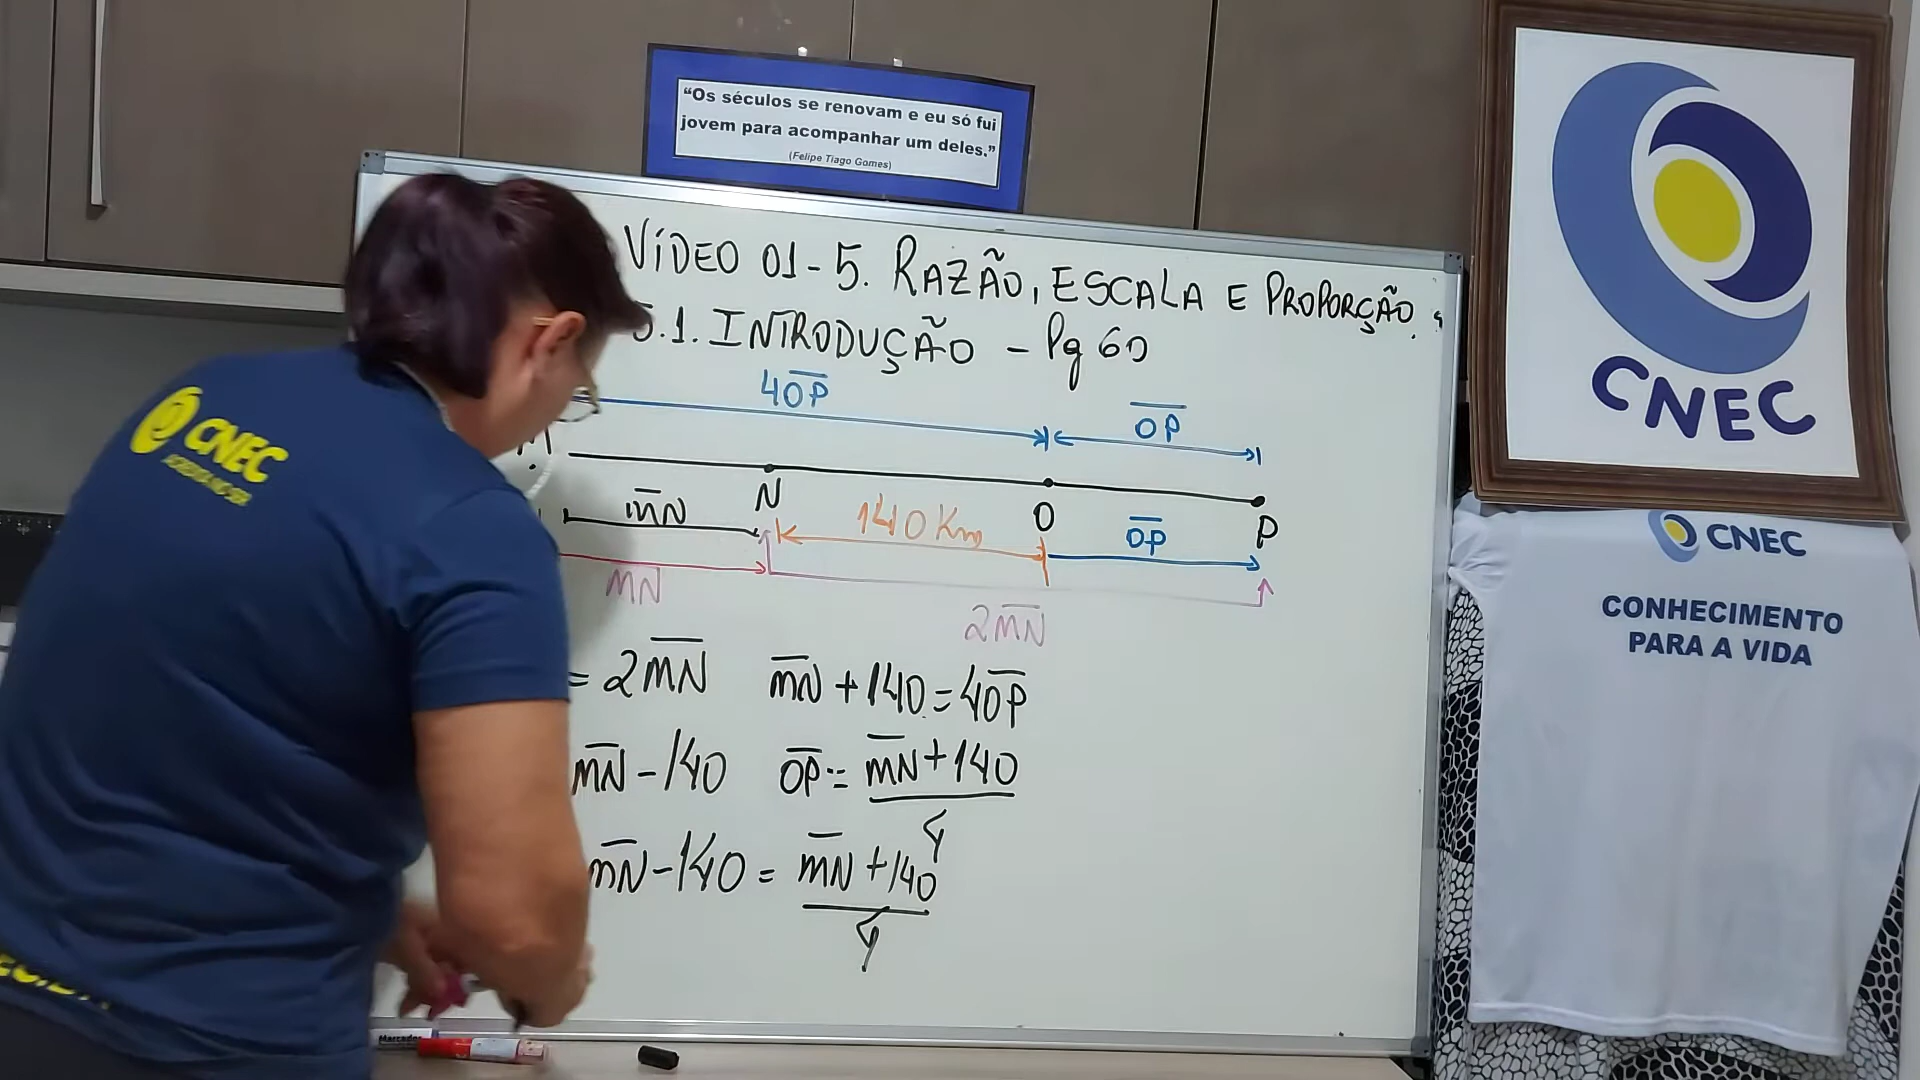 “Os séculos se renovam e eu só fui
jovem para acompanhar um deles.”
(Felipe Tiago Gomes)
CNEC
VÍDEO 01 - 5. RAZÃO, ESCALA E PROPORÇÃO.
5.1. INTRODUÇÃO - Pg 60
4OP
OP
M
N
O
P
MN
140 Km
OP
MN
2MN
= 2MN
MN + 140 = 4OP
MN - 140
OP = MN + 140
4
MN - 140 = MN + 140
4
CNEC
CNEC
CONHECIMENTO
PARA A VIDA
Marcador